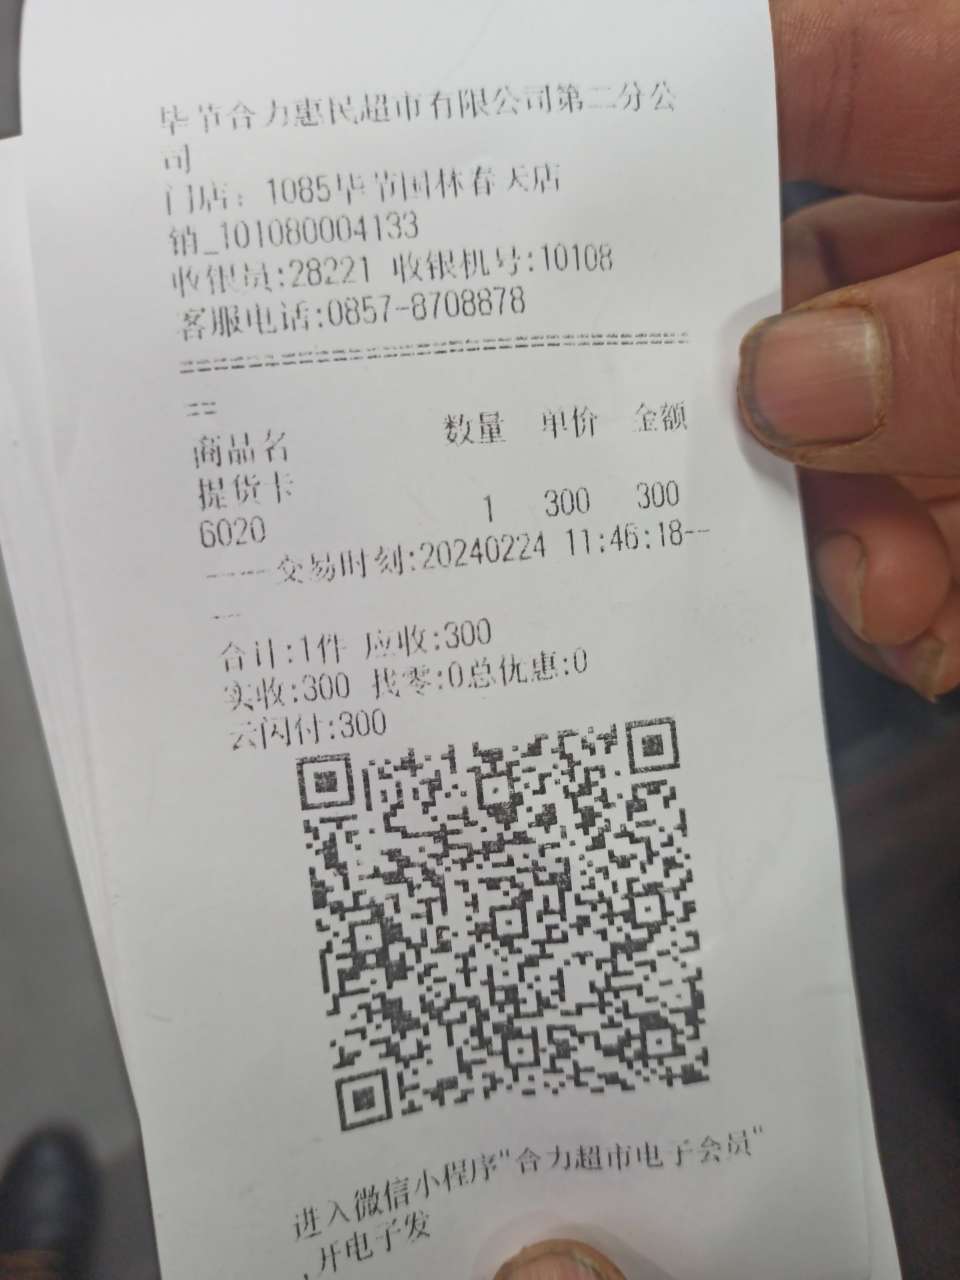 毕节合力惠民超市有限公司第二分公
司
门店：1085毕节国林春天店
销_101080004133
收银员:28221 收银机号:10108
客服电话:0857-8708878
================================
==
商品名 数量 单价 金额
提货卡
6020 1 300 300
-----交易时刻:20240224 11:46:18--
---
合计:1件 应收:300
实收:300 找零:0总优惠:0
云闪付:300
进入微信小程序"合力超市电子会员"
,开电子发